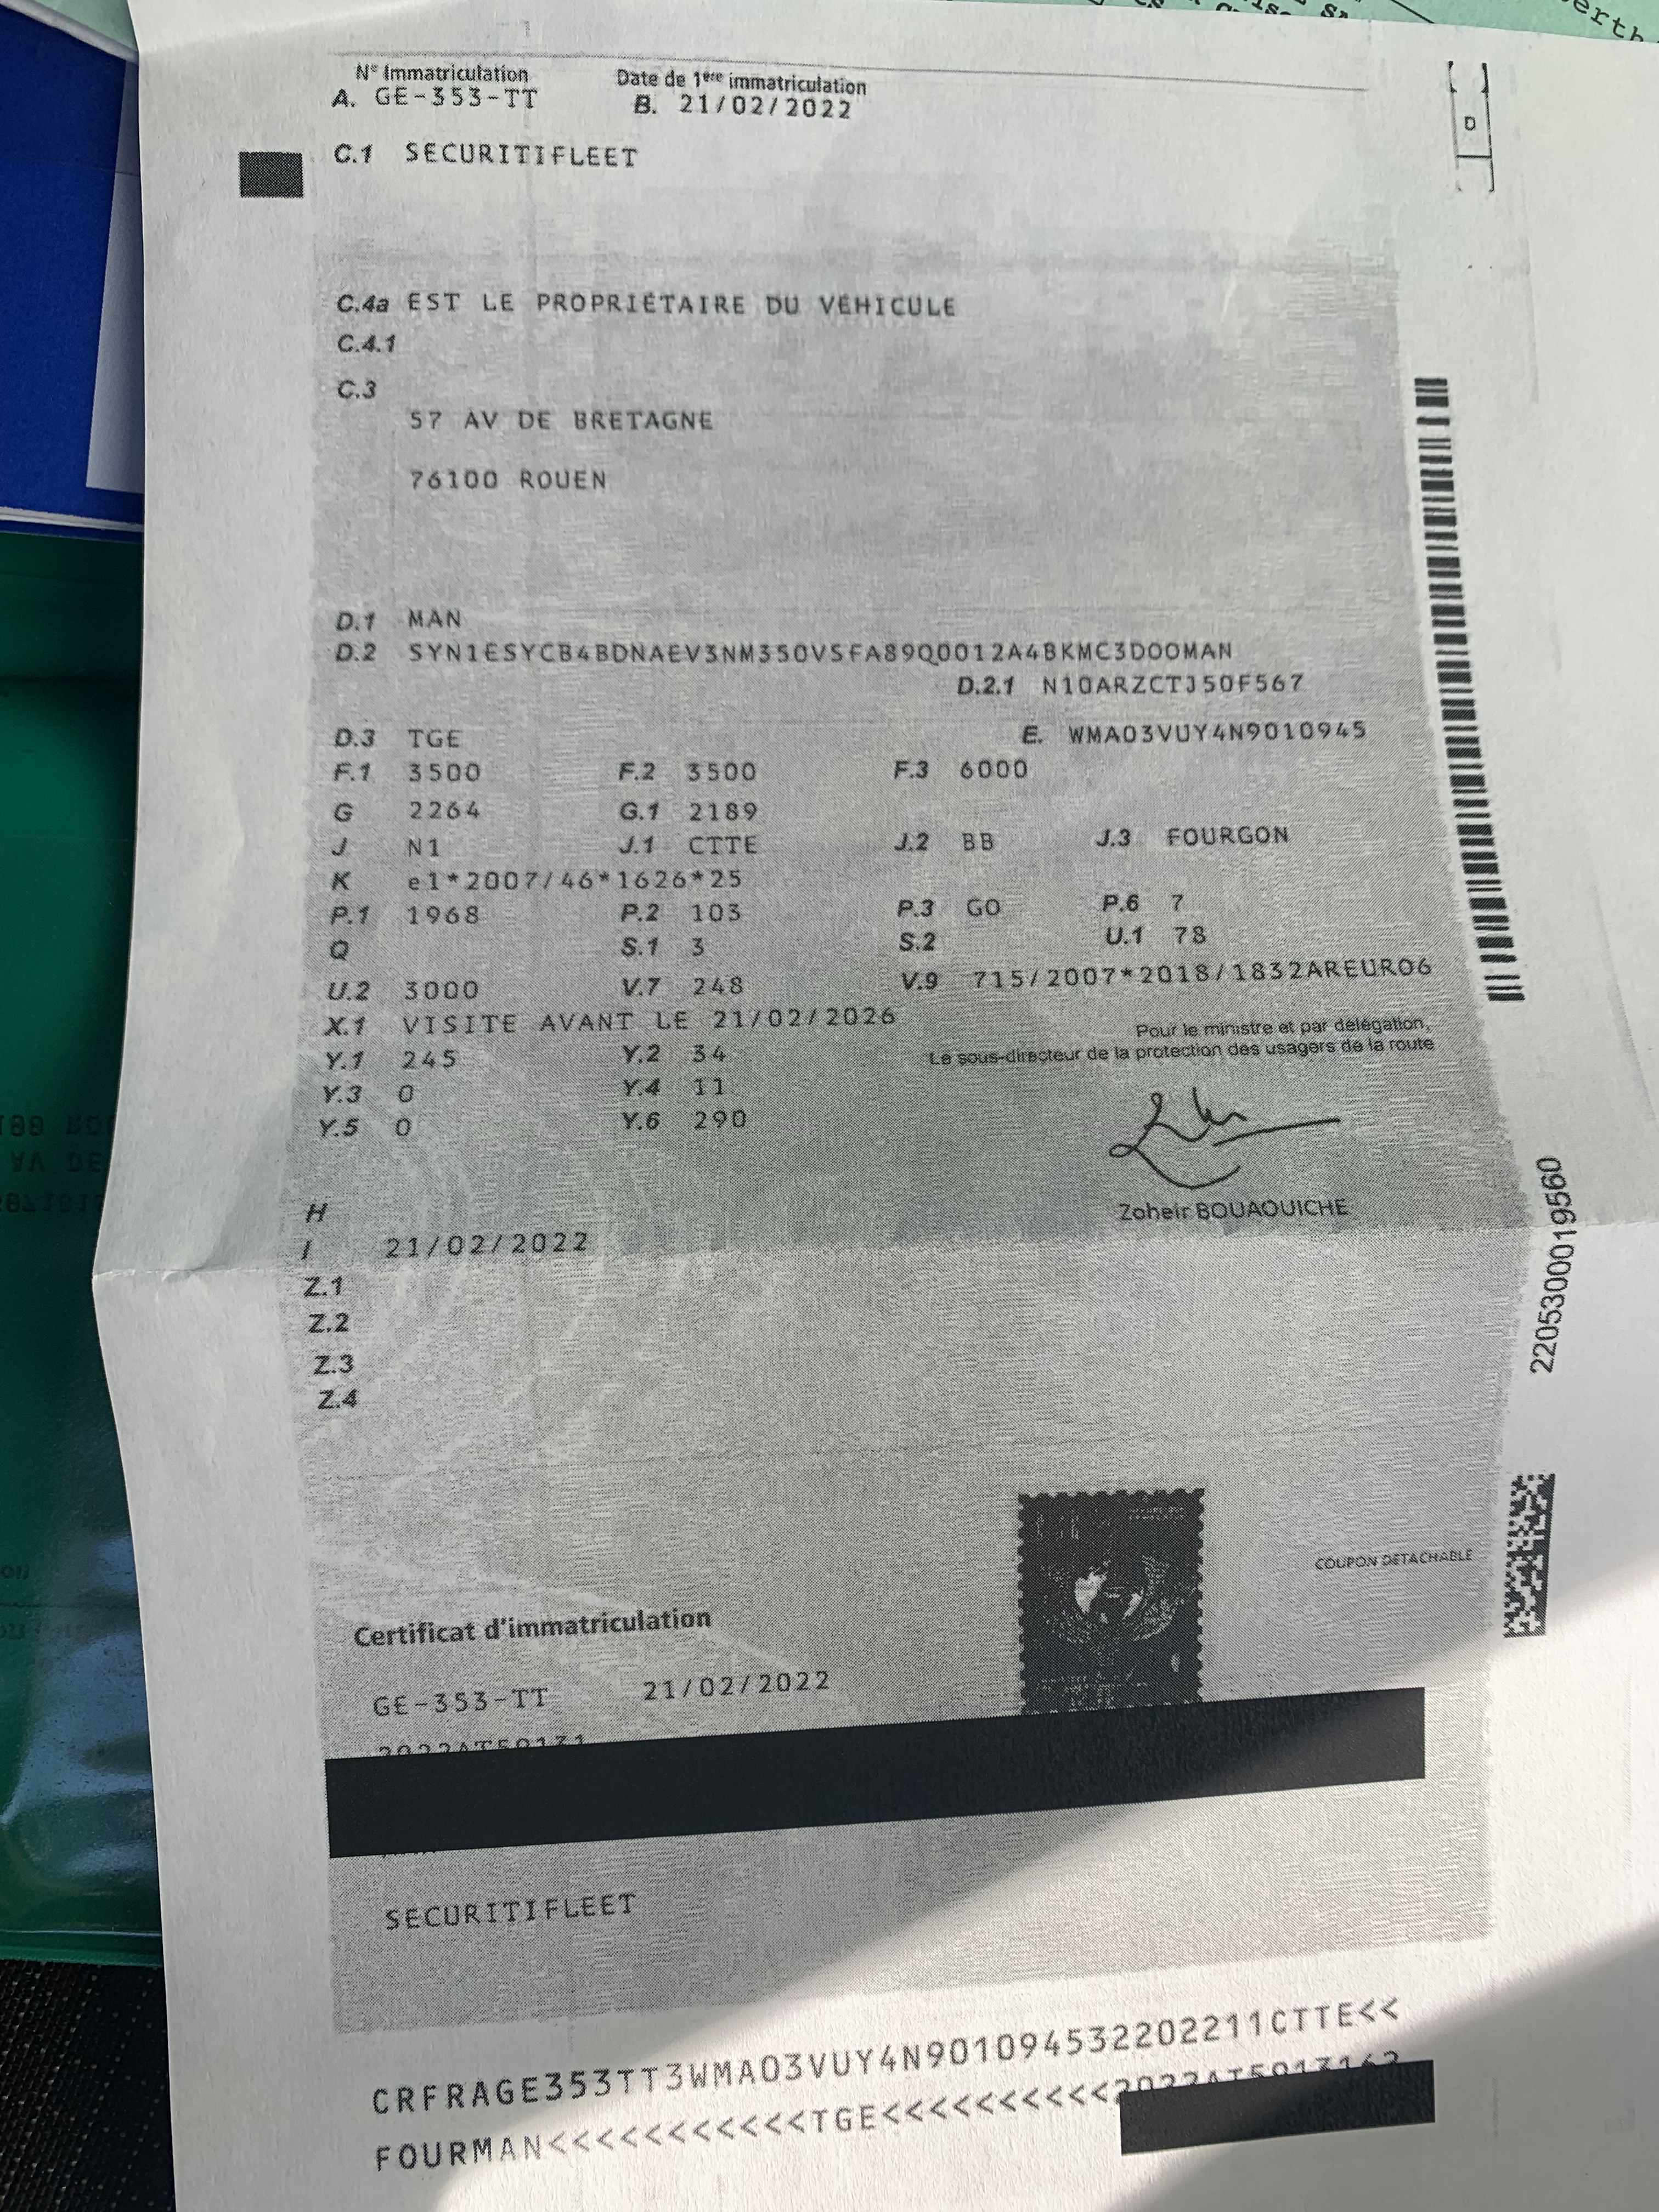 N° Immatriculation Date de 1ère immatriculation
A. GE-353-TT B. 21/02/2022
D
C.1 SECURITIFLEET
C.4a EST LE PROPRIÉTAIRE DU VÉHICULE
C.4.1
C.3
57 AV DE BRETAGNE
76100 ROUEN
D.1 MAN
D.2 SYN1ESYCB4BDNAEV3NM350VSFA89Q0012A4BKMC3DOOMAN
D.2.1 N10ARZCTJ50F567
D.3 TGE E. WMA03VUY4N9010945
F.1 3500 F.2 3500 F.3 6000
G 2264 G.1 2189
J N1 J.1 CTTE J.2 BB J.3 FOURGON
K e1*2007/46*1626*25
P.1 1968 P.2 103 P.3 GO P.6 7
Q S.1 3 S.2 U.1 78
U.2 3000 V.7 248 V.9 715/2007*2018/1832AREURO6
X.1 VISITE AVANT LE 21/02/2026
Pour le ministre et par délégation,
Y.1 245 Y.2 34 Le sous-directeur de la protection des usagers de la route
Y.3 0 Y.4 11
Y.5 0 Y.6 290
Zoheir BOUAOUICHE
H
I 21/02/2022
Z.1
Z.2
Z.3
Z.4
2205300019560
COUPON DÉTACHABLE
Certificat d'immatriculation
GE-353-TT 21/02/2022
SECURITIFLEET
CRFRAGE353TT3WMA03VUY4N901094532202211CTTE<<
FOURMAN<<<<<<<<<<<TGE<<<<<<<<<<